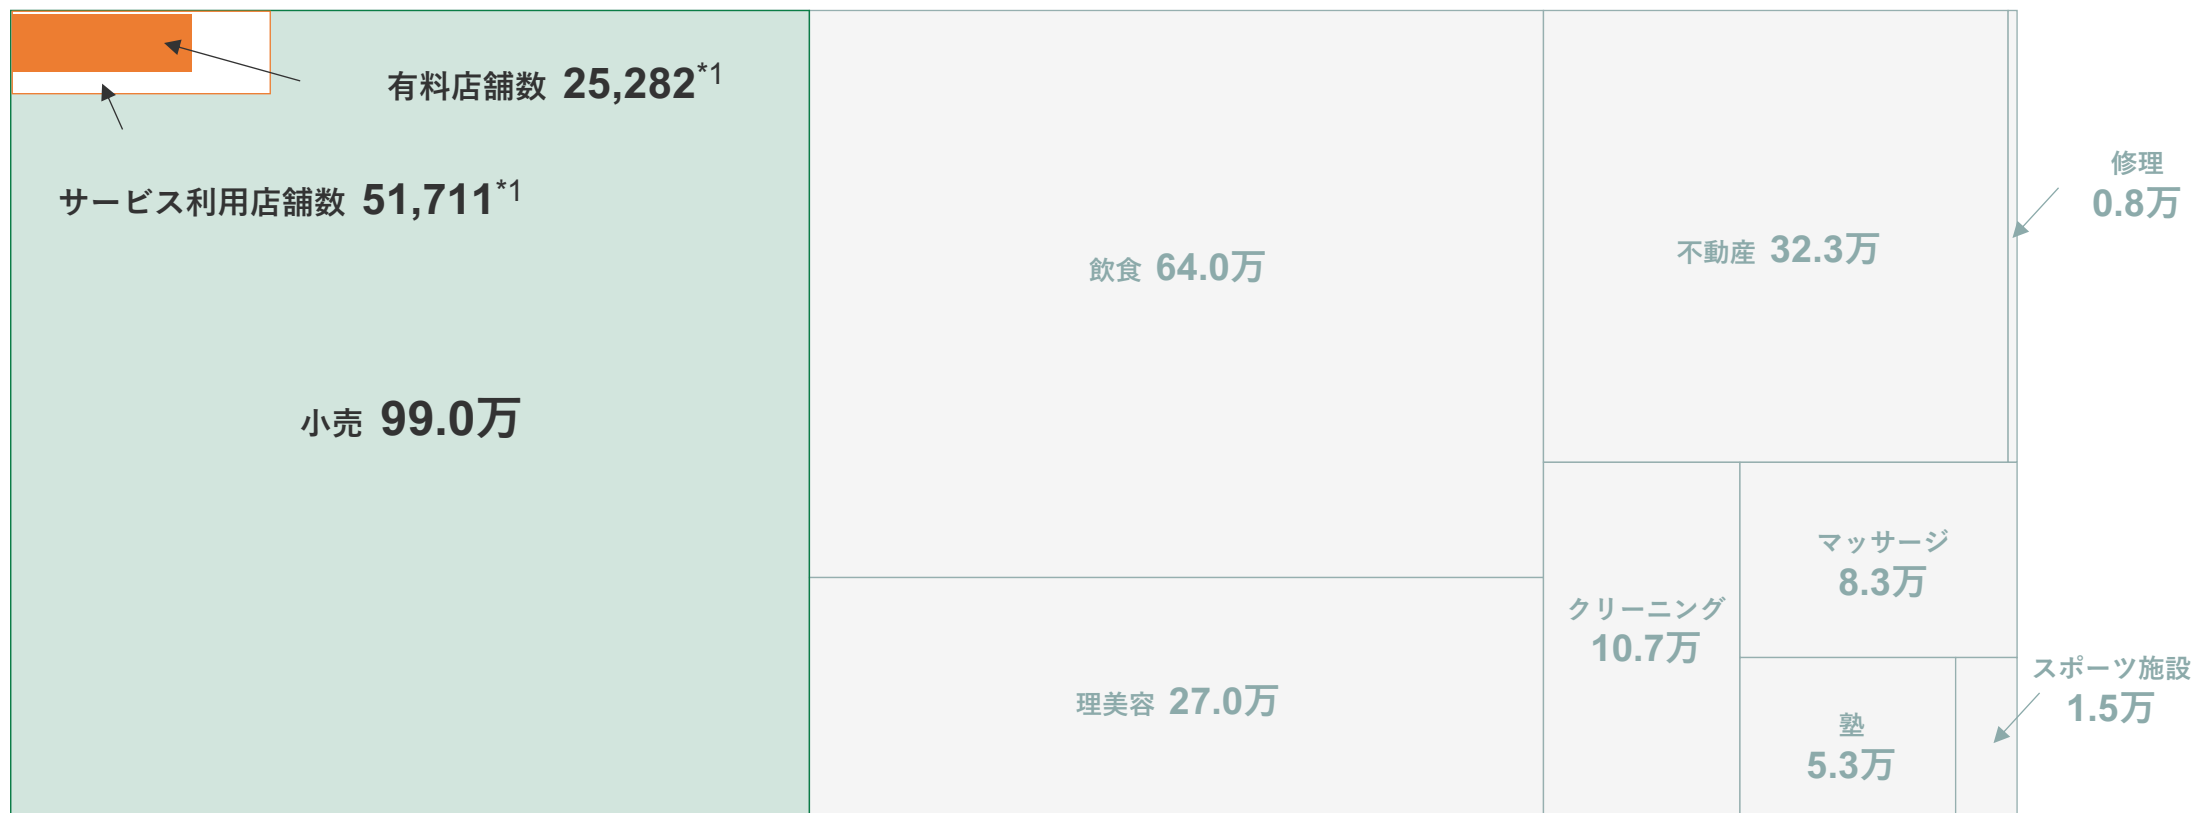 有料店舗数 25,282*1
サービス利用店舗数 51,711*1
小売 99.0万
飲食 64.0万
理美容 27.0万
不動産 32.3万
修理
0.8万
クリーニング
10.7万
マッサージ
8.3万
塾
5.3万
スポーツ施設
1.5万